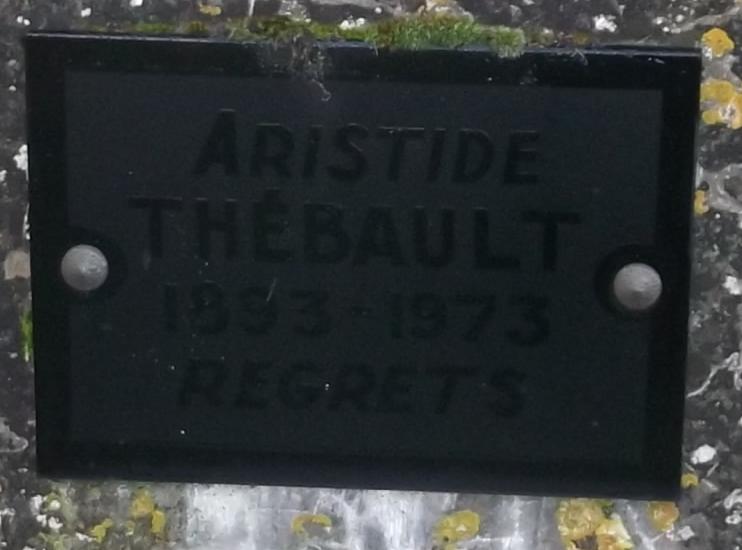 ARISTIDE
THÉBAULT
1893-1973
REGRETS